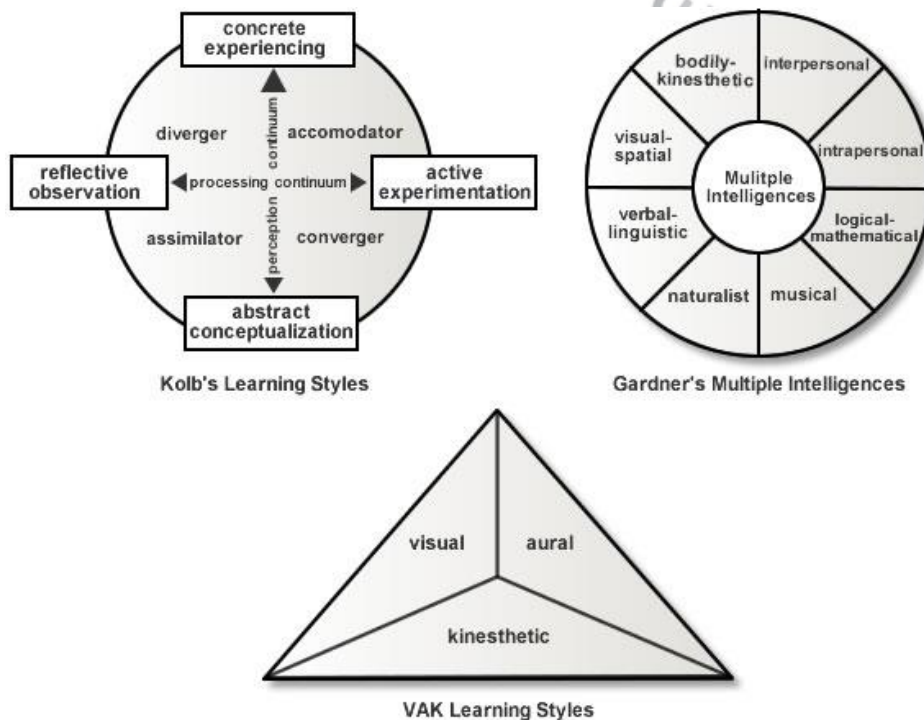 concrete
experiencing
diverger
accomodator
continuum
reflective
observation
processing continuum
active
experimentation
assimilator
converger
perception
abstract
conceptualization
Kolb's Learning Styles
bodily-
kinesthetic
interpersonal
visual-
spatial
intrapersonal
Mulitple
Intelligences
verbal-
linguistic
logical-
mathematical
naturalist
musical
Gardner's Multiple Intelligences
visual
aural
kinesthetic
VAK Learning Styles